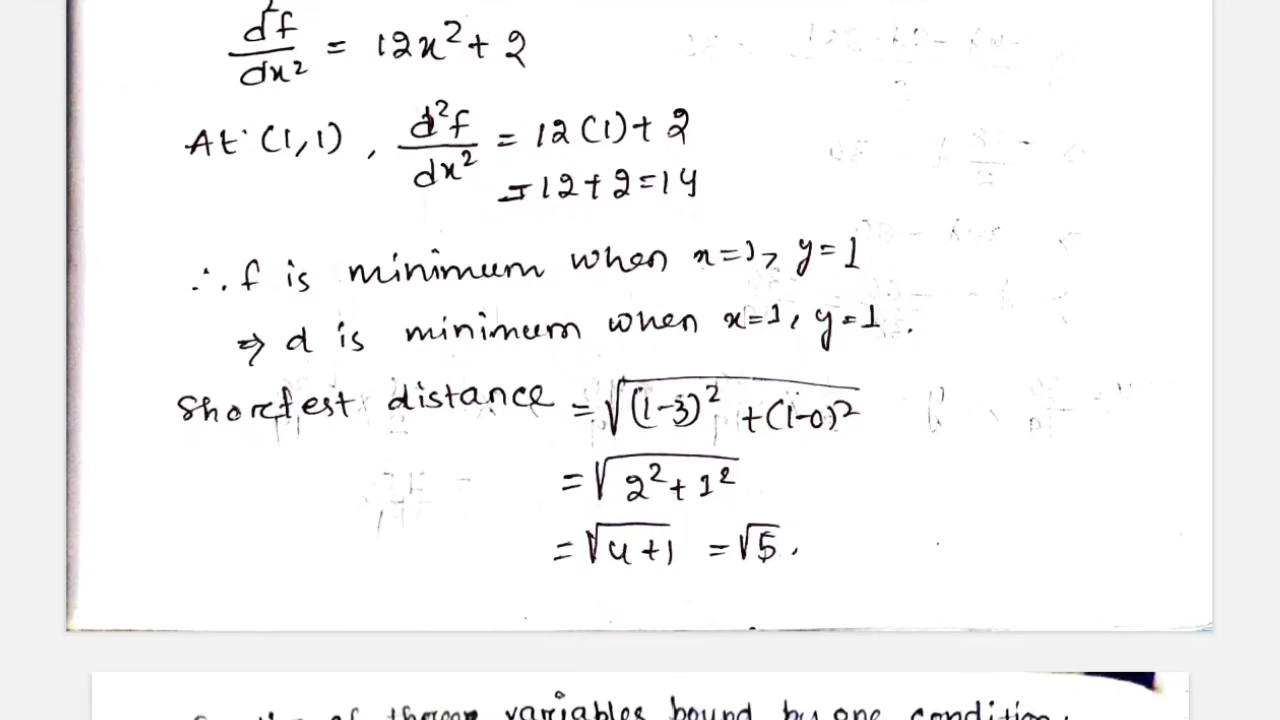 d²f/dx² = 12x² + 2
At (1,1), d²f/dx² = 12(1) + 2
= 12 + 2 = 14
∴ f is minimum when x=1, y=1
⇒ d is minimum when x=1, y=1.
Shortest distance = √((1-3)² + (1-0)²)
= √(2² + 1²)
= √(4+1) = √5.
variables bound by one condition